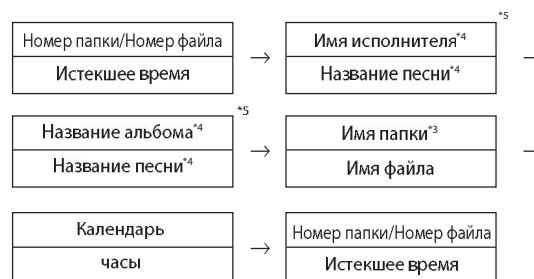 *5
Номер папки/Номер файла → Имя исполнителя*4 →
Истекшее время Название песни*4
*5
Название альбома*4 → Имя папки*3 →
Название песни*4 Имя файла
Календарь → Номер папки/Номер файла
часы Истекшее время